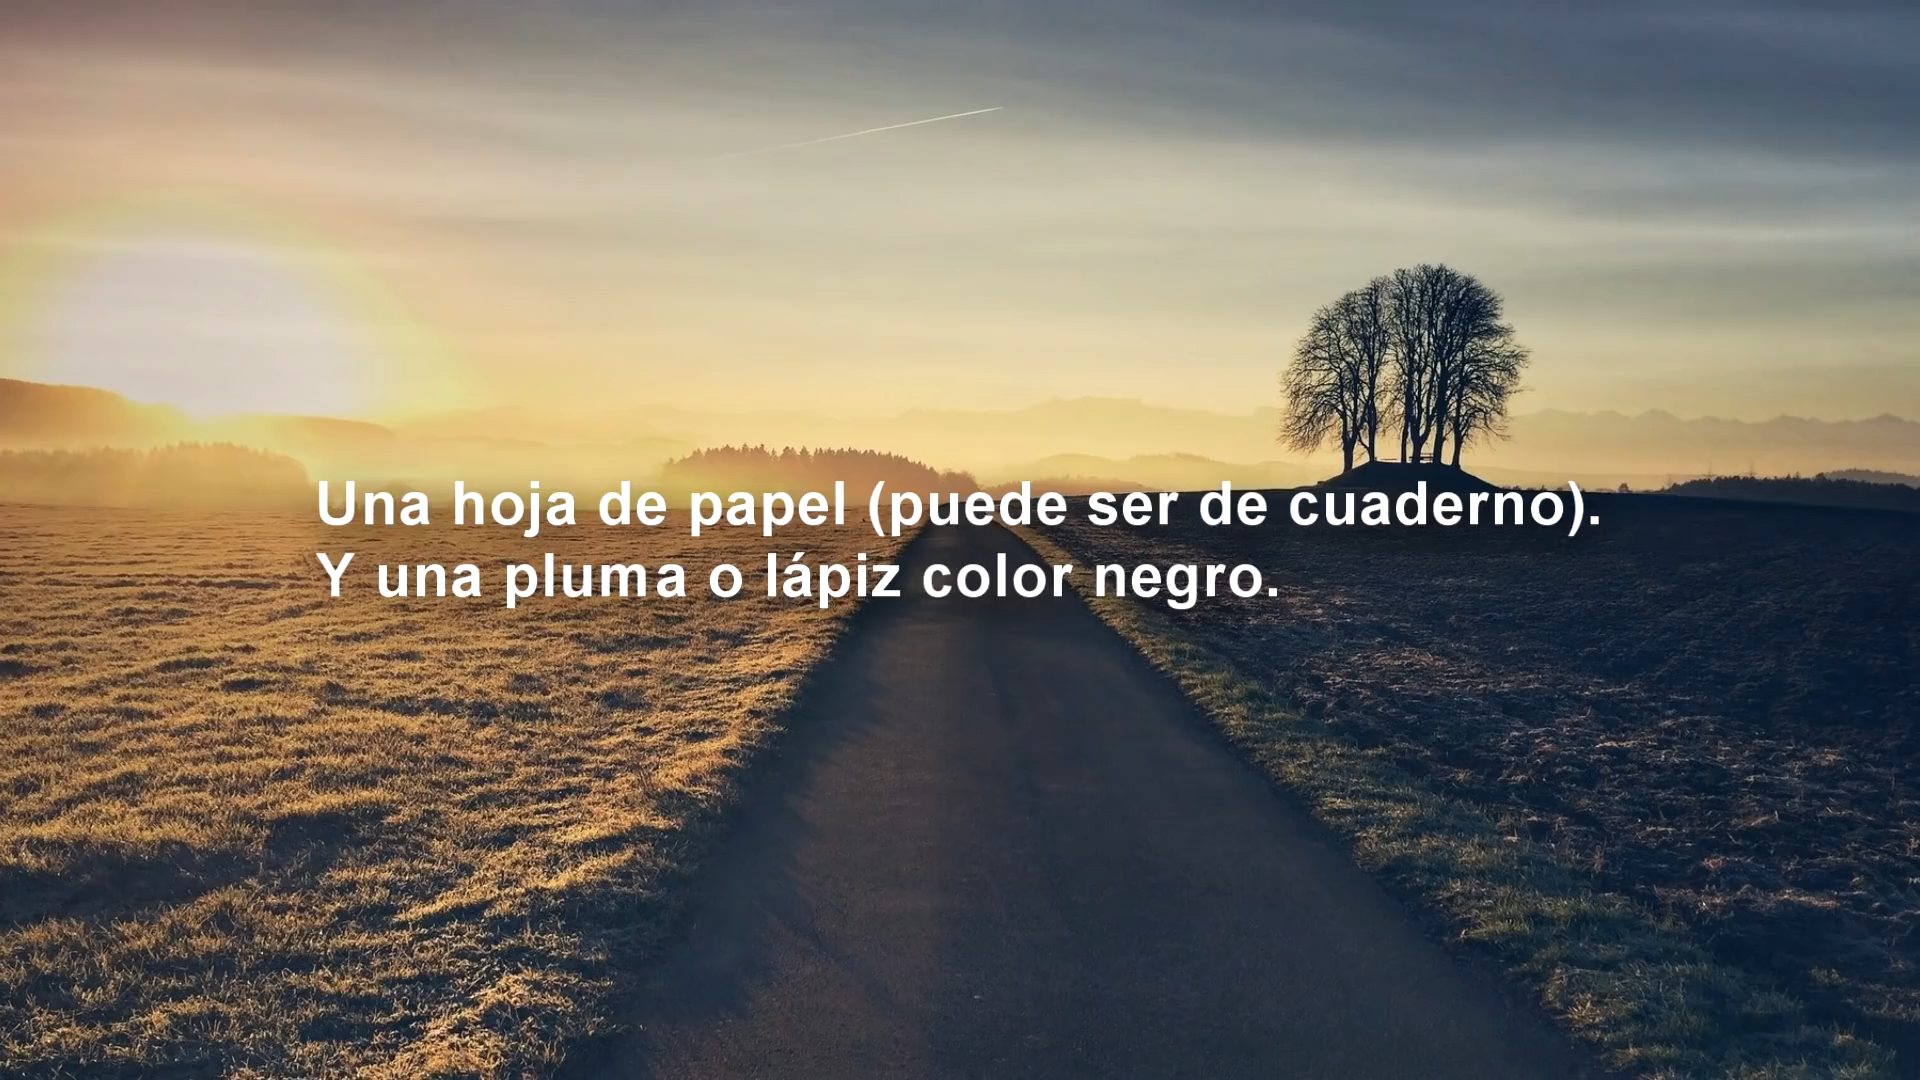 Una hoja de papel (puede ser de cuaderno).
Y una pluma o lápiz color negro.